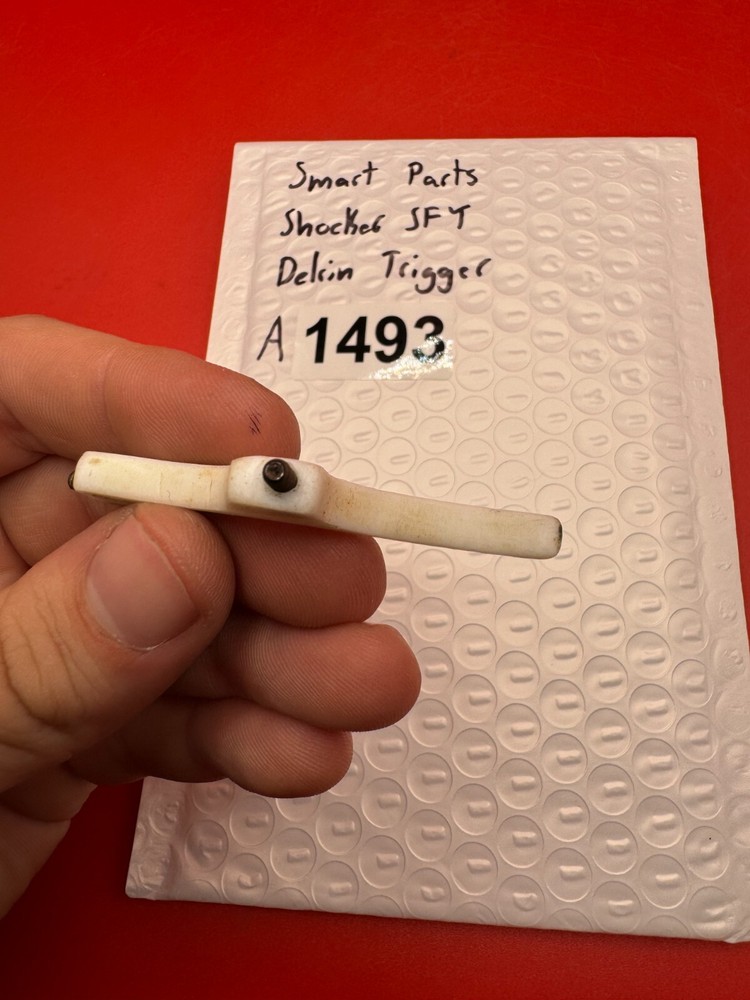 Smart Parts
Shocker SFT
Delrin Trigger
A 1493